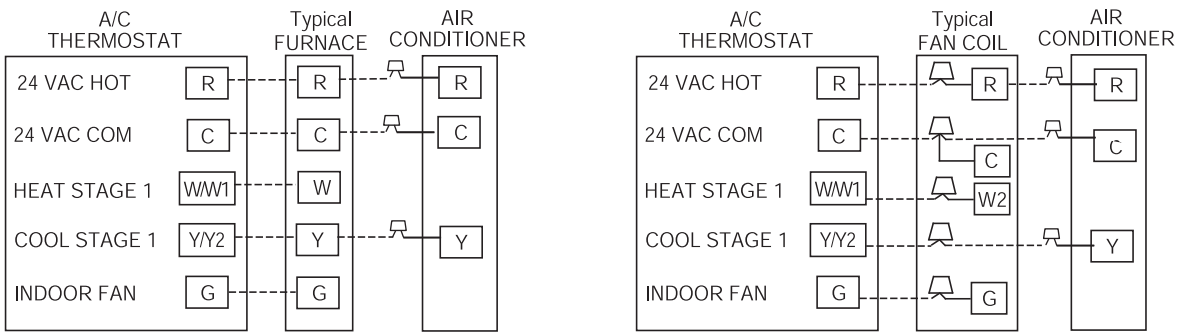 A/C
THERMOSTAT
Typical
FURNACE
AIR
CONDITIONER
24 VAC HOT R R R
24 VAC COM C C C
HEAT STAGE 1 W/W1 W
COOL STAGE 1 Y/Y2 Y Y
INDOOR FAN G G
A/C
THERMOSTAT
Typical
FAN COIL
AIR
CONDITIONER
24 VAC HOT R R R
24 VAC COM C C
C
HEAT STAGE 1 W/W1 W2
COOL STAGE 1 Y/Y2 Y
INDOOR FAN G G